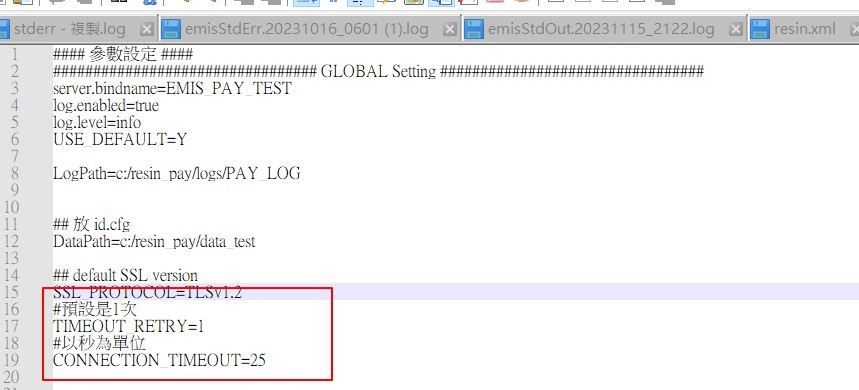 stderr - 複製.log
emisStdErr.20231016_0601 (1).log
emisStdOut.20231115_2122.log
resin.xml
1 #### 參數設定 ####
2 ################################ GLOBAL Setting ################################
3 server.bindname=EMIS_PAY_TEST
4 log.enabled=true
5 log.level=info
6 USE_DEFAULT=Y
7
8 LogPath=c:/resin_pay/logs/PAY_LOG
9
10
11 ## 放 id.cfg
12 DataPath=c:/resin_pay/data_test
13
14 ## default SSL version
15 SSL_PROTOCOL=TLSv1.2
16 #預設是1次
17 TIMEOUT_RETRY=1
18 #以秒為單位
19 CONNECTION_TIMEOUT=25
20